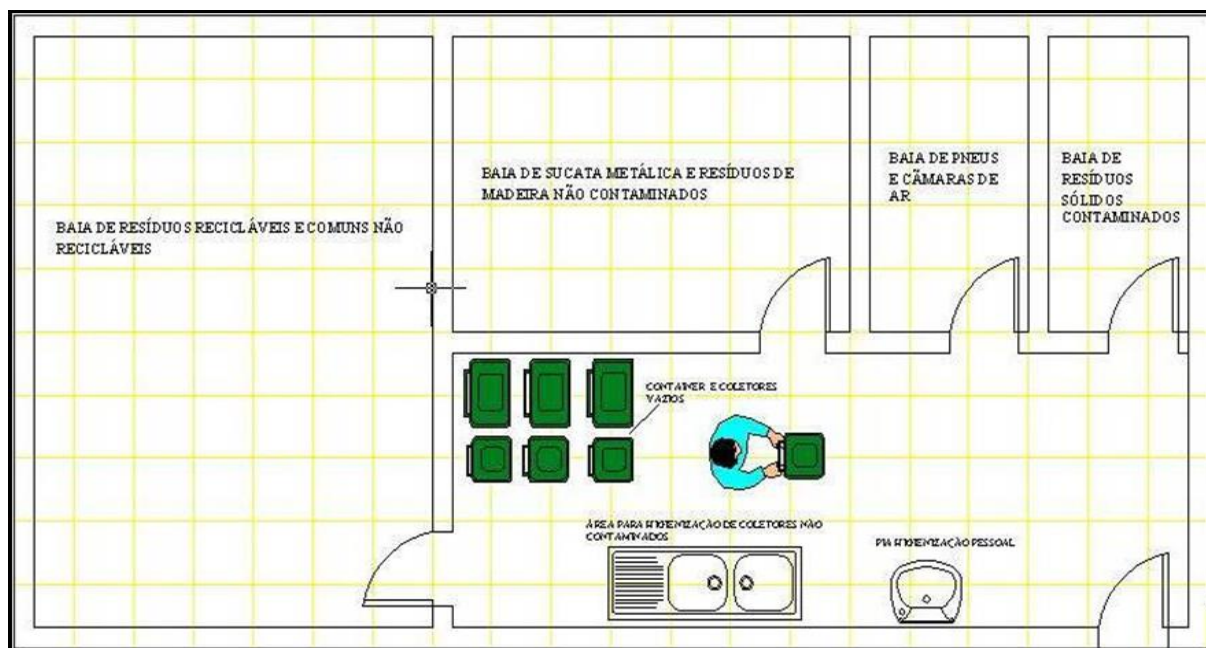 BAIA DE RESÍDUOS RECICLÁVEIS E COMUNS NÃO
RECICLÁVEIS
BAIA DE SUCATA METÁLICA E RESÍDUOS DE
MADEIRA NÃO CONTAMINADOS
BAIA DE PNEUS
E CÃMARAS DE
AR
BAIA DE
RESÍDUOS
SÓLIDOS
CONTAMINADOS
CONTAINER E COLETORES
VAZIOS
ÁREA PARA HIGIENIZAÇÃO DE COLETORES NÃO
CONTAMINADOS
PIA HIGIENIZAÇÃO PESSOAL